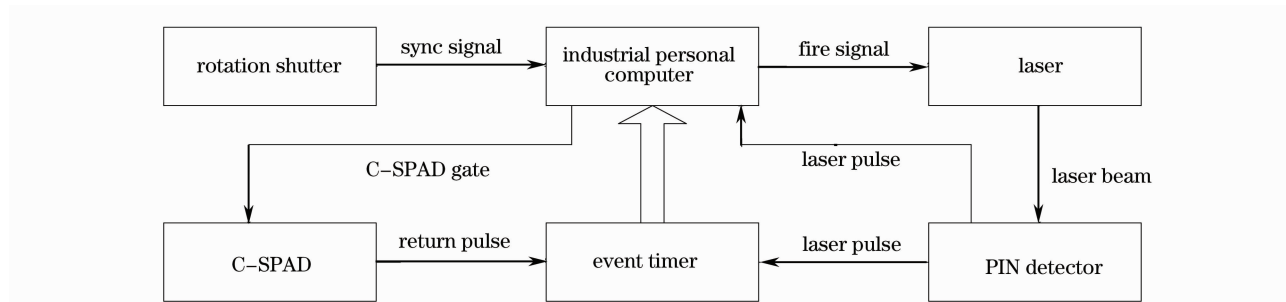 rotation shutter
sync signal
industrial personal
computer
fire signal
laser
C-SPAD gate
laser pulse
laser beam
C-SPAD
return pulse
event timer
laser pulse
PIN detector